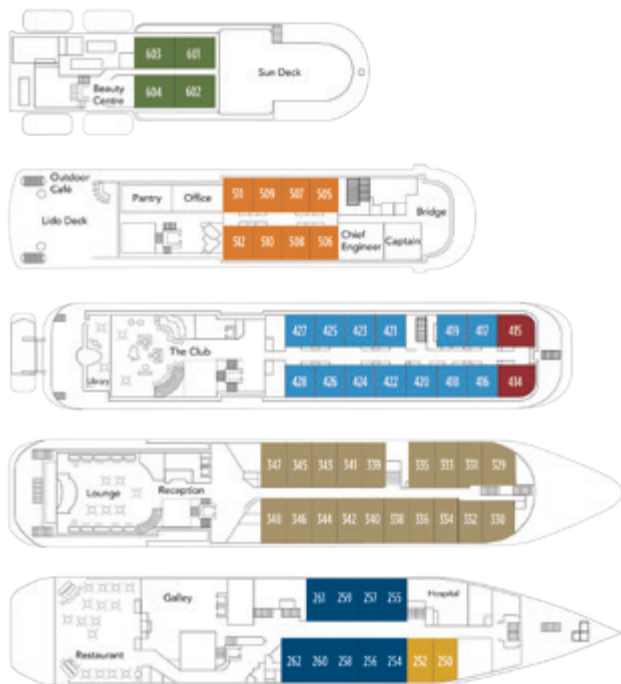 603 601
Sun Deck
Beauty
Centre
604 602
Outdoor
Café
Pantry Office
511 509 507 505
Lido Deck
Bridge
512 510 508 506
Chief
Engineer
Captain
427 425 423 421 419 417 415
The Club
Library
428 426 424 422 420 418 416 414
347 345 343 341 339 335 333 331 329
Lounge
Reception
348 346 344 342 340 338 336 334 332 330
Galley
261 259 257 255
Hospital
Restaurant
262 260 258 256 254 252 250